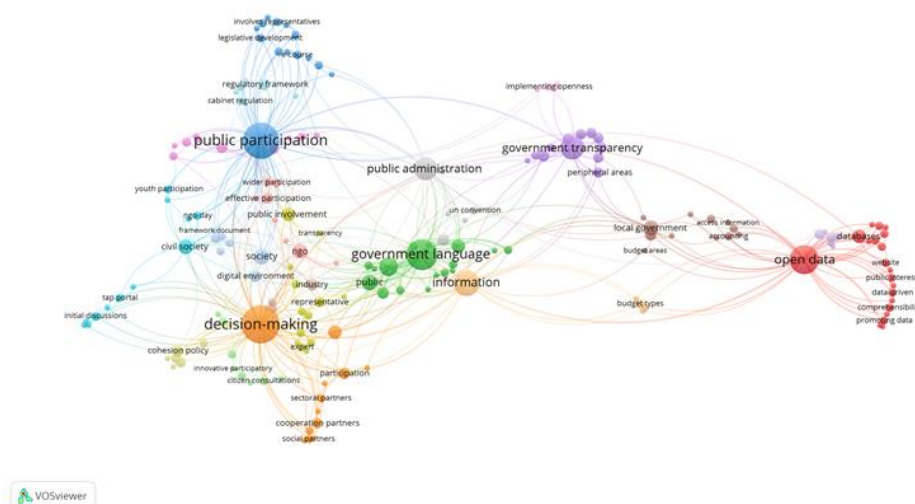 involves representatives
legislative development
e course
regulatory framework
implementing openness
cabinet regulation
public participation
government transparency
public administration
peripheral areas
youth participation
wider participation
effective participation
ngo day
public involvement
un convention
access information
framework document
transparency
local government
accounting
databases
civil society
society
ngo
government language
budget areas
open data
website
digital environment
industry
public
information
public interest
data driven
tap portal
representative
budget types
comprehensibili
initial discussions
decision-making
promoting data
cohesion policy
expert
innovative participatory
participation
citizen consultations
sectoral partners
cooperation partners
social partners
VOSviewer